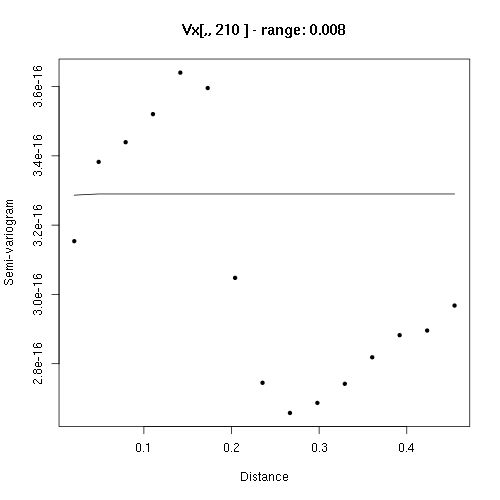 Vx[,, 210 ] - range: 0.008
Semi-variogram
3.6e-16
3.4e-16
3.2e-16
3.0e-16
2.8e-16
0.1 0.2 0.3 0.4
Distance